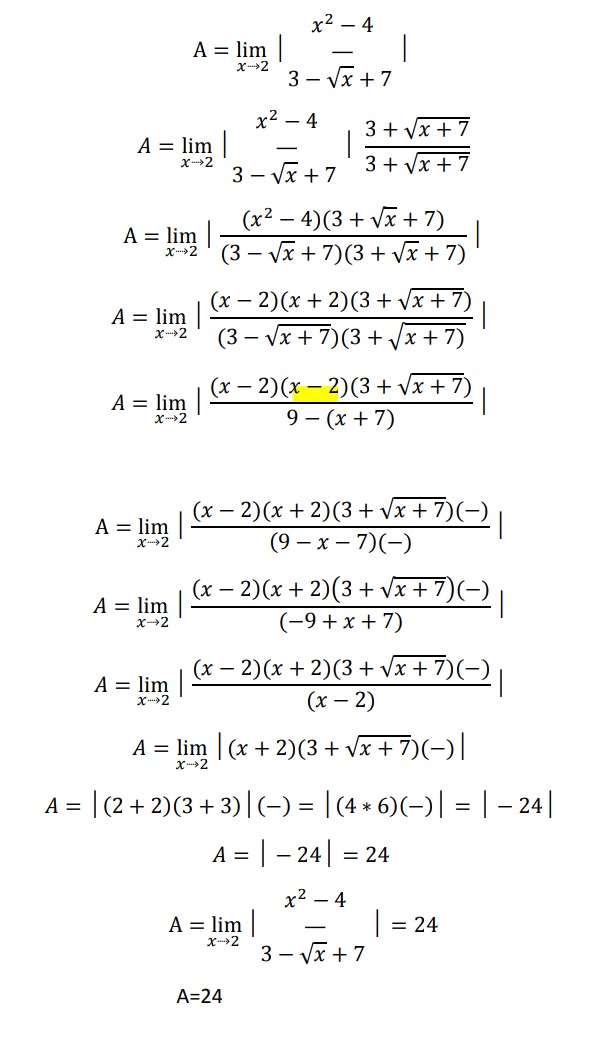 A = lim x→2 | x² − 4 — 3 − √x + 7 |
A = lim x→2 | x² − 4 — 3 − √x + 7 | (3 + √(x + 7))/(3 + √(x + 7))
A = lim x→2 | (x² − 4)(3 + √x + 7)/(3 − √x + 7)(3 + √x + 7) |
A = lim x→2 | (x − 2)(x + 2)(3 + √(x + 7))/(3 − √(x + 7))(3 + √(x + 7)) |
A = lim x→2 | (x − 2)(x − 2)(3 + √(x + 7))/9 − (x + 7) |
A = lim x→2 | (x − 2)(x + 2)(3 + √(x + 7))(−)/(9 − x − 7)(−) |
A = lim x→2 | (x − 2)(x + 2)(3 + √(x + 7))(−)/(−9 + x + 7) |
A = lim x→2 | (x − 2)(x + 2)(3 + √(x + 7))(−)/(x − 2) |
A = lim x→2 |(x + 2)(3 + √(x + 7))(−)|
A = |(2 + 2)(3 + 3)|(−) = |(4 * 6)(−)| = | − 24|
A = | − 24| = 24
A = lim x→2 | x² − 4 — 3 − √x + 7 | = 24
A=24